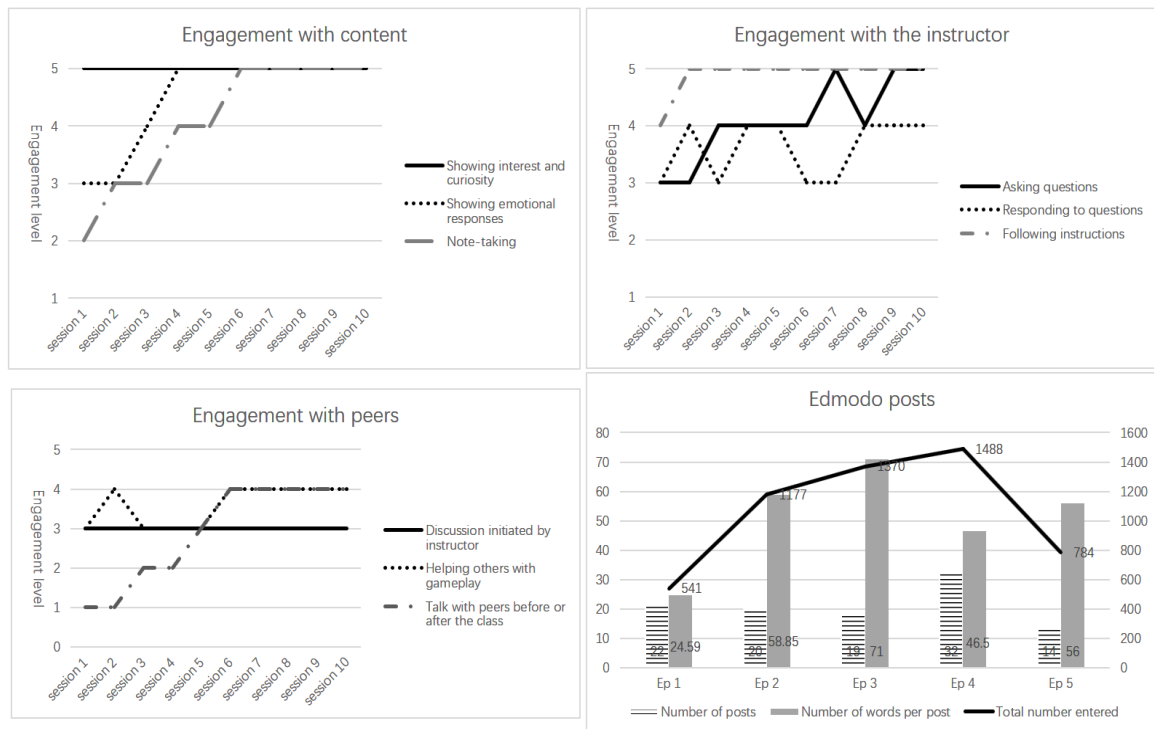 Engagement with content
5
4
3
2
1
Engagement level
session 1
session 2
session 3
session 4
session 5
session 6
session 7
session 8
session 9
session 10
Showing interest and
curiosity
Showing emotional
responses
Note-taking
Engagement with the instructor
5
4
3
2
1
Engagement level
session 1
session 2
session 3
session 4
session 5
session 6
session 7
session 8
session 9
session 10
Asking questions
Responding to questions
Following instructions
Engagement with peers
5
4
3
2
1
0
Engagement level
session 1
session 2
session 3
session 4
session 5
session 6
session 7
session 8
session 9
session 10
Discussion initiated by
instructor
Helping others with
gameplay
Talk with peers before or
after the class
Edmodo posts
80
70
60
50
40
30
20
10
0
1600
1400
1200
1000
800
600
400
200
0
541
1177
1370
1488
784
22 24.59
20 58.85
19 71
32 46.5
14 56
Ep 1
Ep 2
Ep 3
Ep 4
Ep 5
Number of posts
Number of words per post
Total number entered